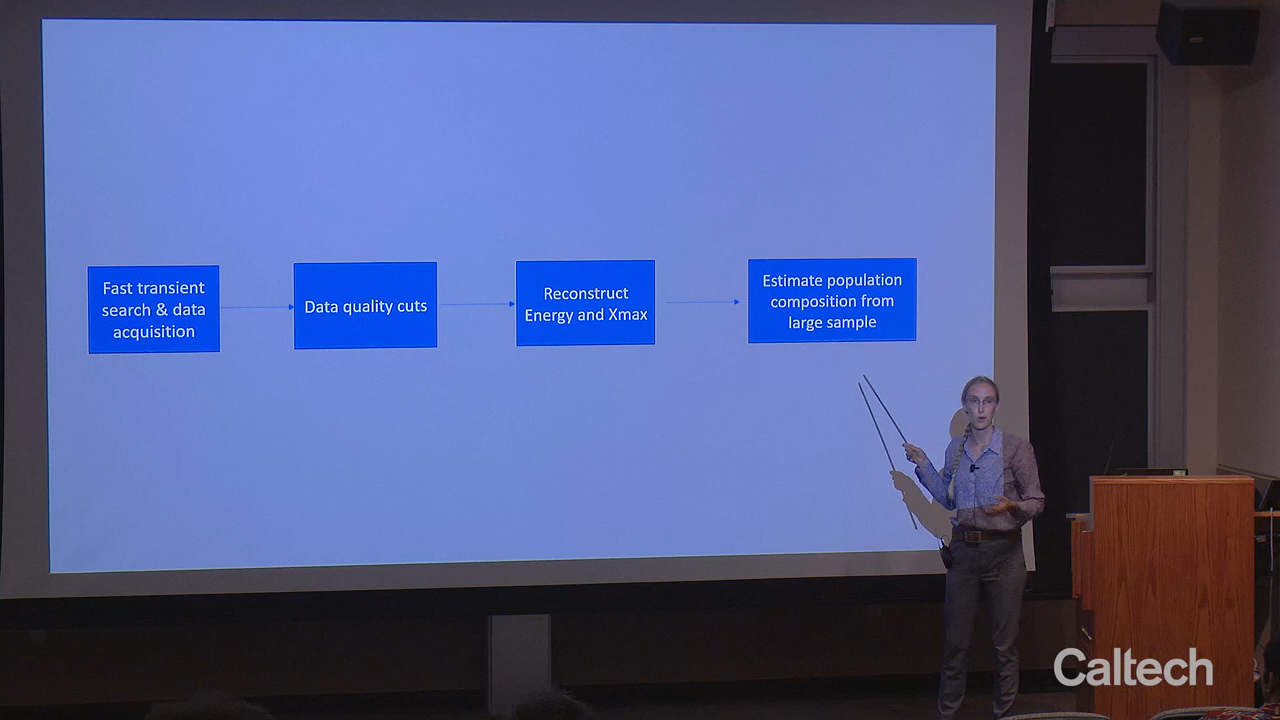 Fast transient
search & data
acquisition
Data quality cuts
Reconstruct
Energy and Xmax
Estimate population
composition from
large sample
Caltech